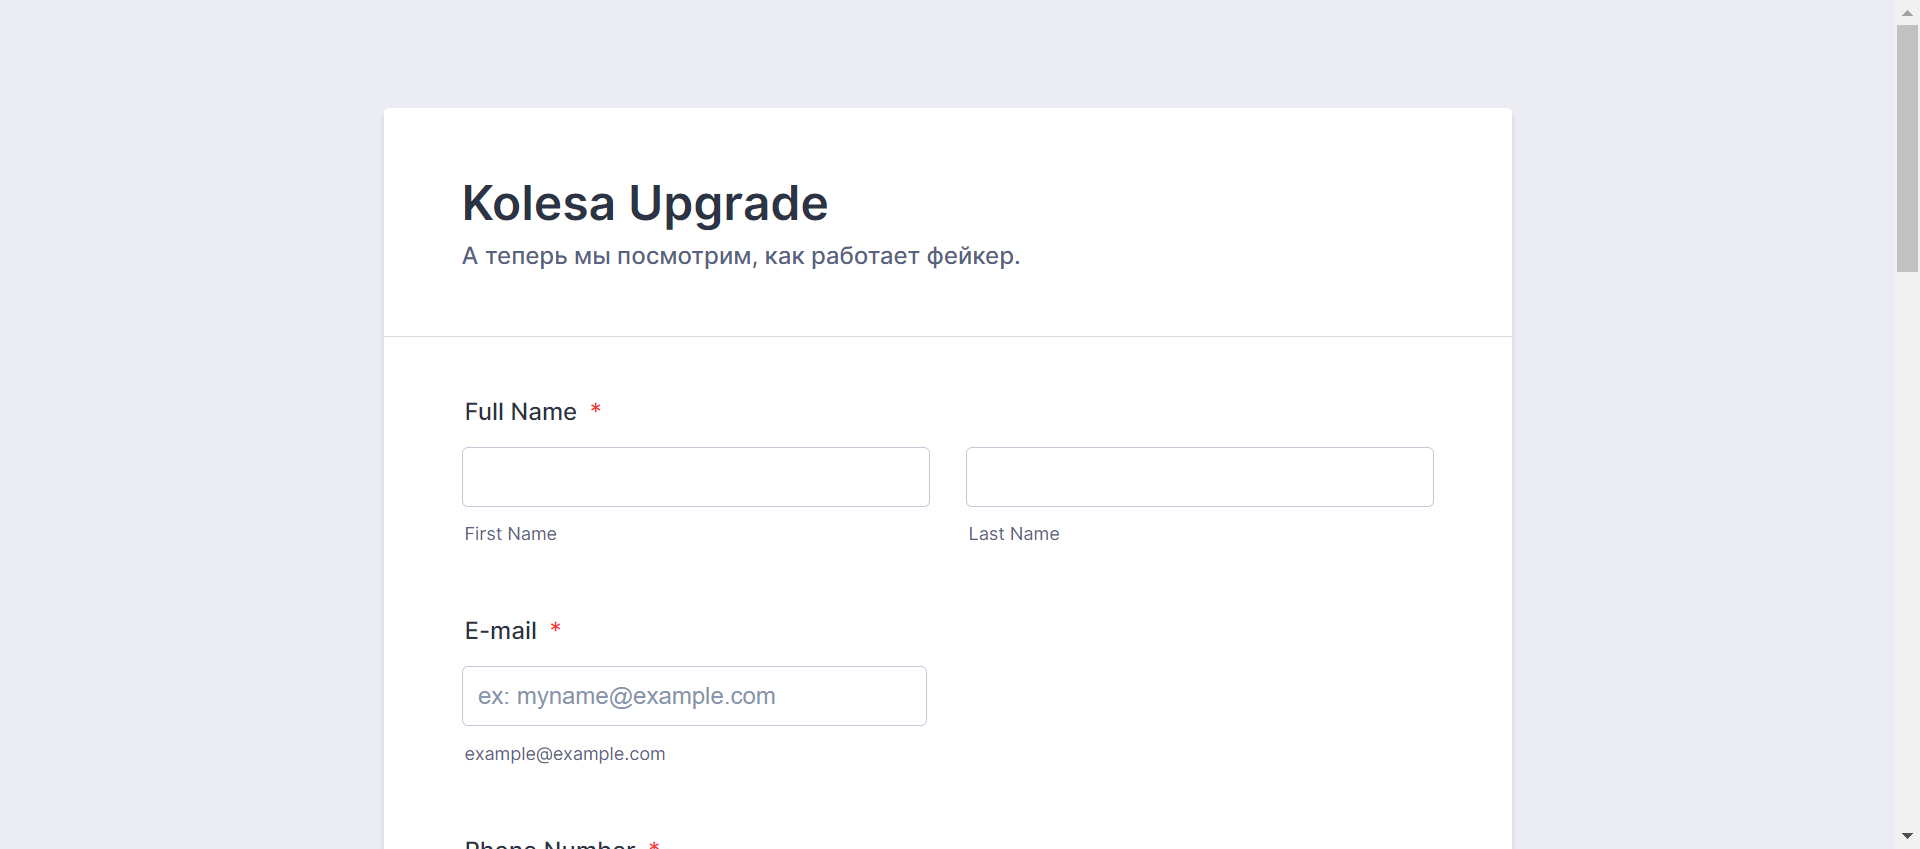 Kolesa Upgrade
А теперь мы посмотрим, как работает фейкер.
Full Name *
First Name Last Name
E-mail *
ex: myname@example.com
example@example.com
Phone Number *